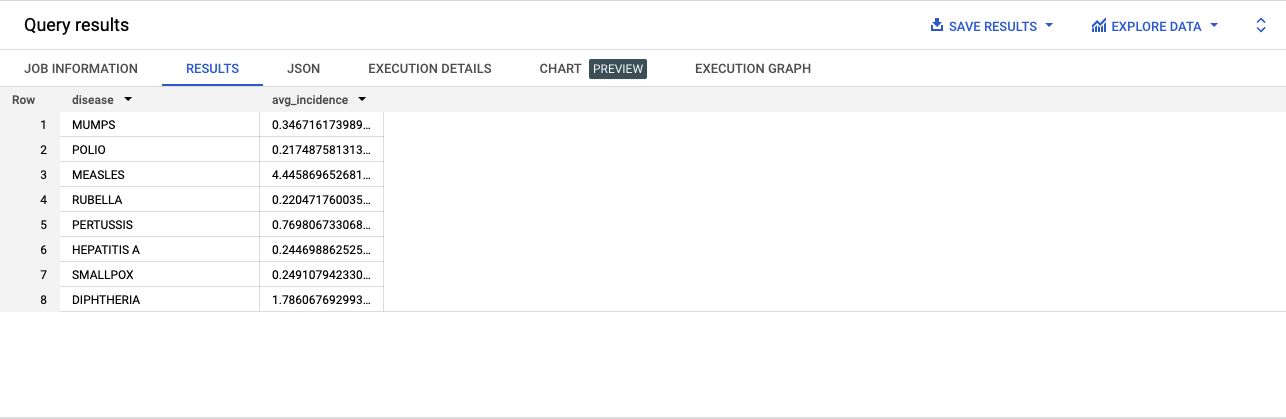 Query results SAVE RESULTS EXPLORE DATA
JOB INFORMATION RESULTS JSON EXECUTION DETAILS CHART PREVIEW EXECUTION GRAPH
Row disease avg_incidence
1 MUMPS 0.346716173989...
2 POLIO 0.217487581313...
3 MEASLES 4.445869652681...
4 RUBELLA 0.220471760035...
5 PERTUSSIS 0.769806733068...
6 HEPATITIS A 0.244698862525...
7 SMALLPOX 0.249107942330...
8 DIPHTHERIA 1.786067692993...